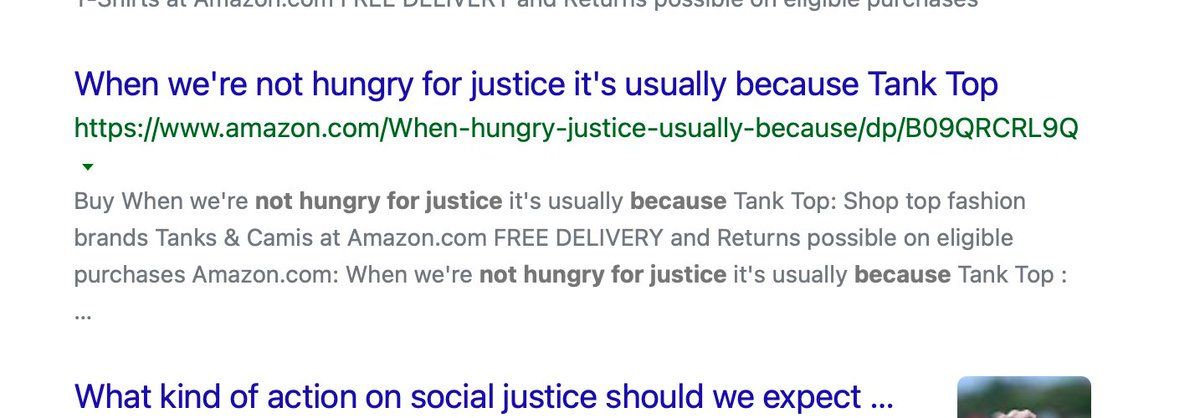 T-Shirts at Amazon.com FREE DELIVERY and Returns possible on eligible purchases
When we're not hungry for justice it's usually because Tank Top
https://www.amazon.com/When-hungry-justice-usually-because/dp/B09QRCRL9Q
Buy When we're not hungry for justice it's usually because Tank Top: Shop top fashion
brands Tanks & Camis at Amazon.com FREE DELIVERY and Returns possible on eligible
purchases Amazon.com: When we're not hungry for justice it's usually because Tank Top :
...
What kind of action on social justice should we expect ...